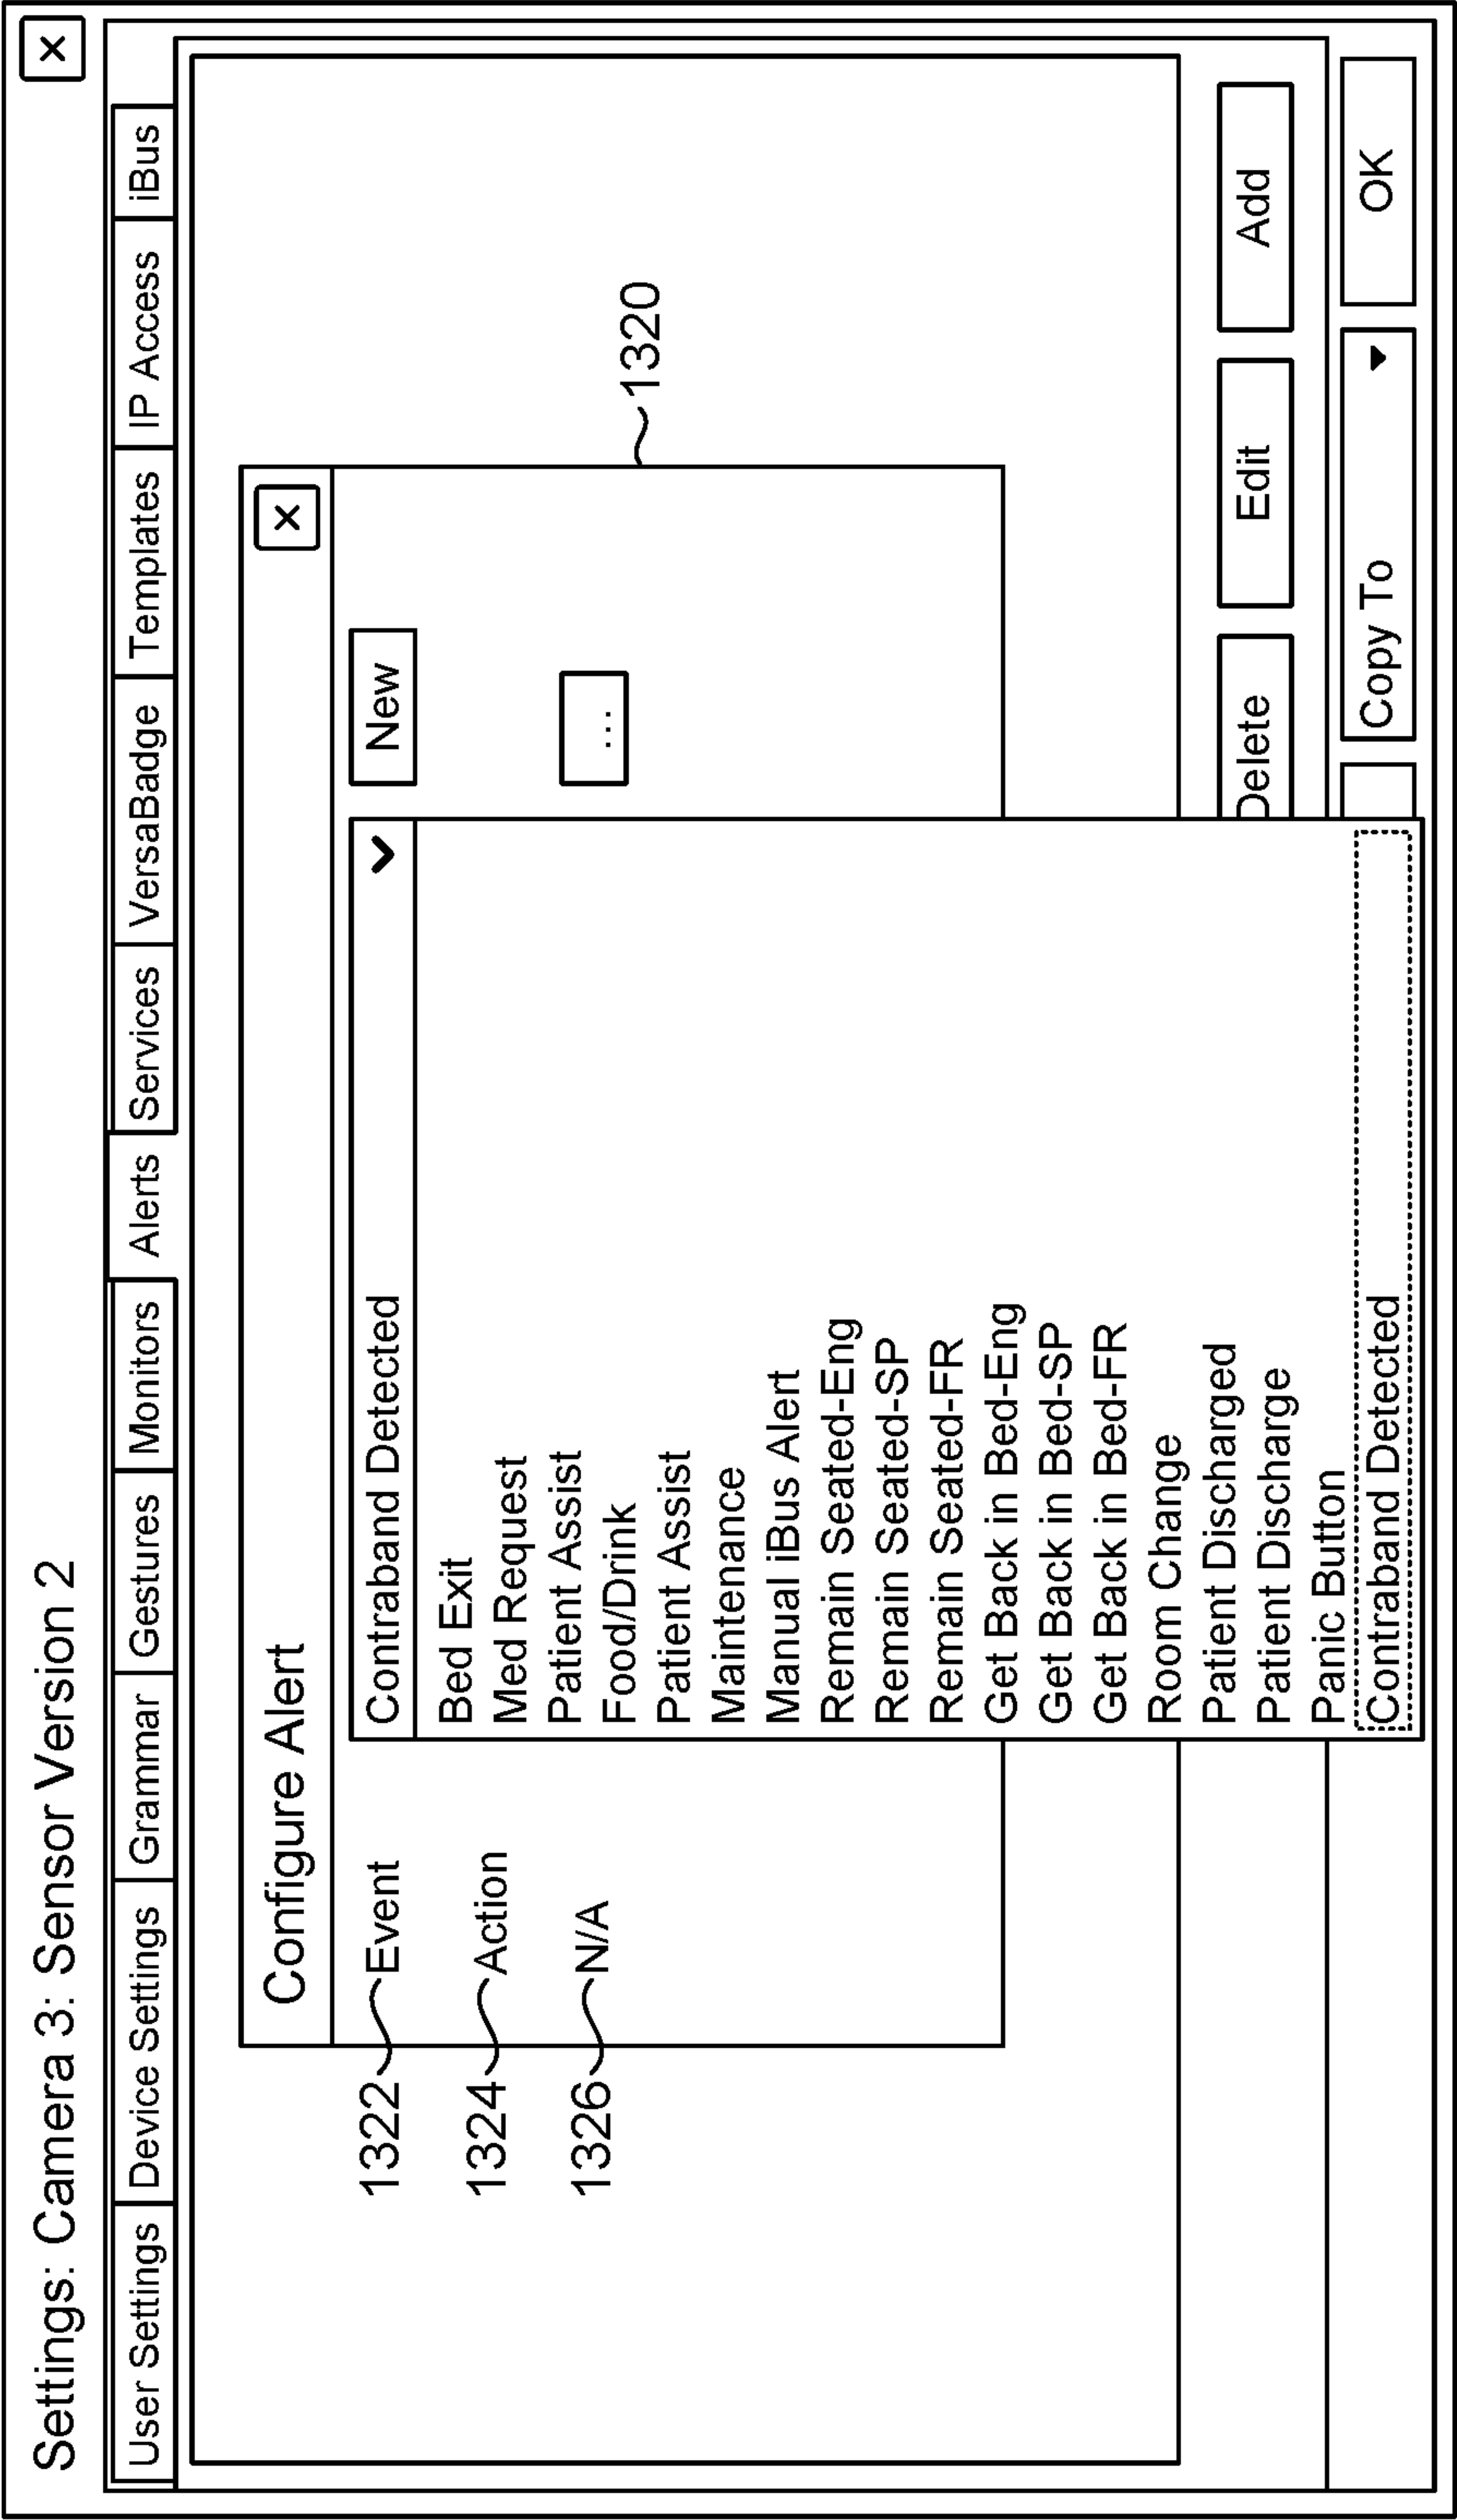 Settings: Camera 3: Sensor Version 2 ×
User Settings Device Settings Grammar Gestures Monitors Alerts Services VersaBadge Templates IP Access iBus
Configure Alert ×
1322 Event Contraband Detected New
Bed Exit
1324 Action Med Request
Patient Assist
1326 N/A Food/Drink ...
1320
Patient Assist
Maintenance
Manual iBus Alert
Remain Seated-Eng
Remain Seated-SP
Remain Seated-FR
Get Back in Bed-Eng
Get Back in Bed-SP
Get Back in Bed-FR
Room Change
Patient Discharged
Patient Discharge
Panic Button
Contraband Detected
Delete Edit Add
Copy To OK